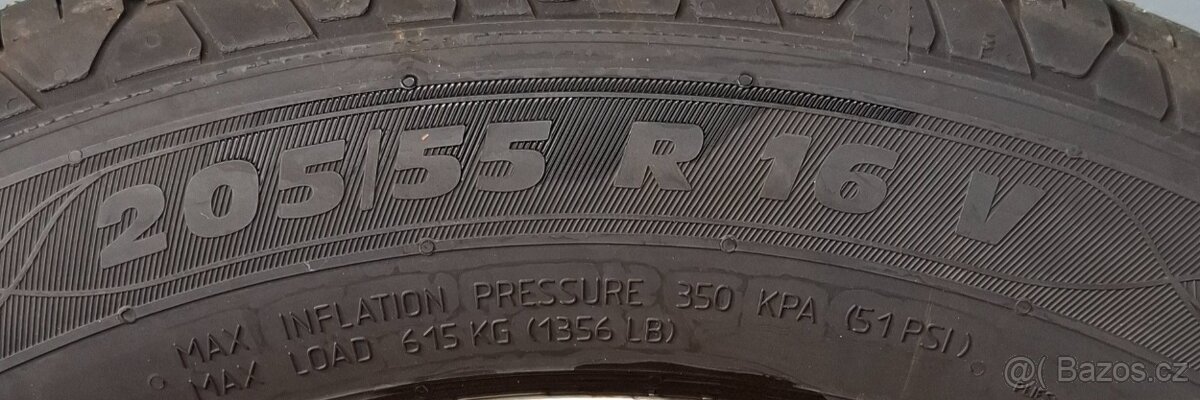 205/55 R 16 V
MAX INFLATION PRESSURE 350 KPA (51 PSI)
MAX LOAD 615 KG (1356 LB)
@( Bazos.cz